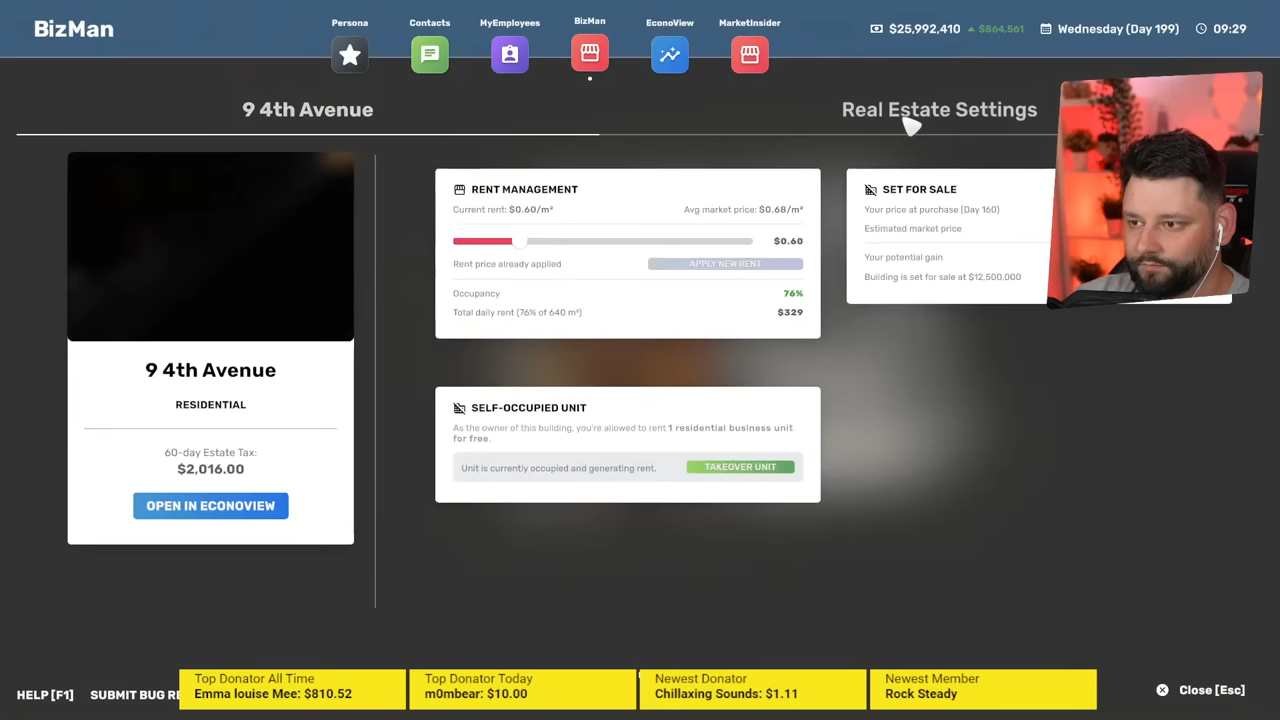 BizMan
Persona
Contacts
MyEmployees
BizMan
EconoView
MarketInsider
$25,992,410 ▲ $864,561
Wednesday (Day 199)
09:29
9 4th Avenue
Real Estate Settings
RENT MANAGEMENT
Current rent: $0.60/m²
Avg market price: $0.68/m²
$0.60
Rent price already applied
APPLY NEW RENT
Occupancy
76%
Total daily rent (76% of 640 m²)
$329
SET FOR SALE
Your price at purchase (Day 160)
Estimated market price
Your potential gain
Building is set for sale at $12,500,000
9 4th Avenue
RESIDENTIAL
60-day Estate Tax:
$2,016.00
OPEN IN ECONOVIEW
SELF-OCCUPIED UNIT
As the owner of this building, you're allowed to rent 1 residential business unit
for free.
Unit is currently occupied and generating rent.
TAKEOVER UNIT
HELP [F1]
SUBMIT BUG RE
Top Donator All Time
Emma louise Mee: $810.52
Top Donator Today
m0mbear: $10.00
Newest Donator
Chillaxing Sounds: $1.11
Newest Member
Rock Steady
Close [Esc]